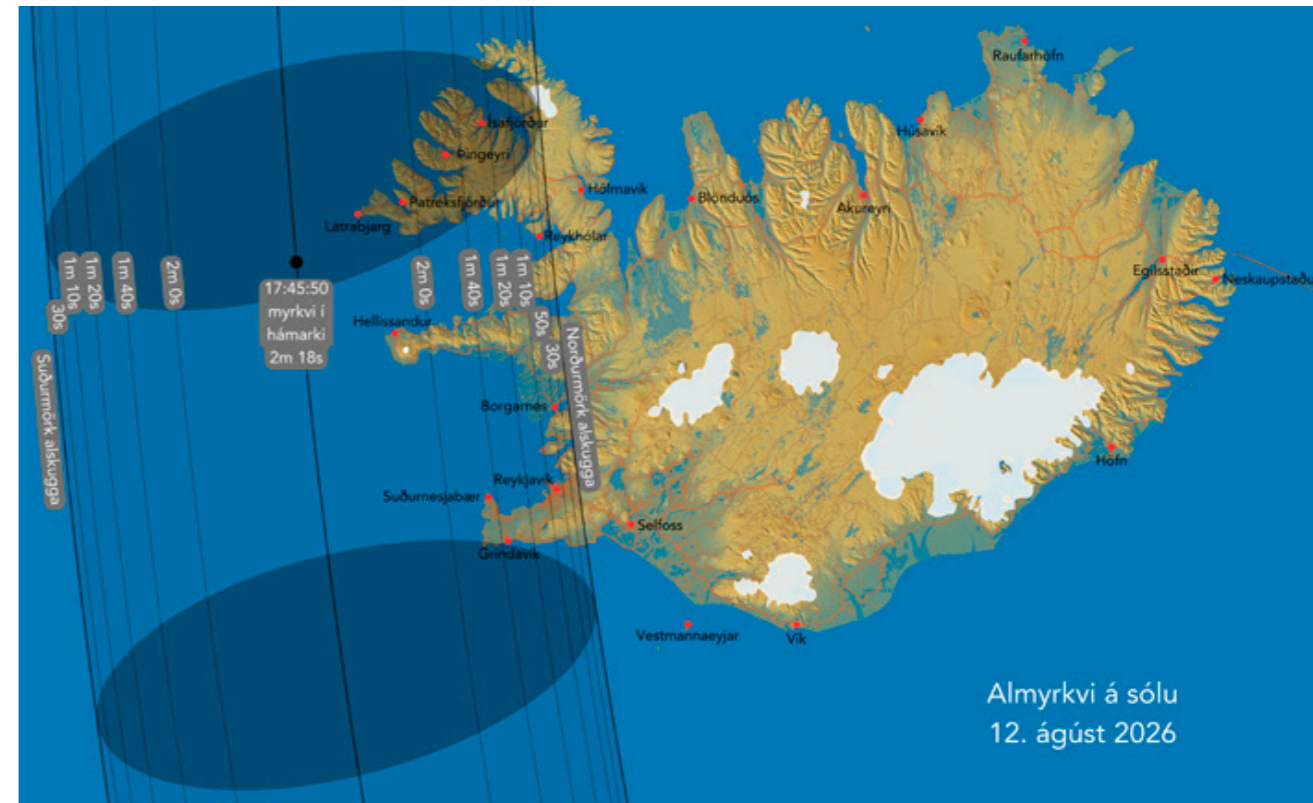 Raufarhöfn
Ísafjörður
Húsavík
Þingeyri
Hólmavík
Patreksfjörður
Blönduós
Akureyri
Látrabjarg
Reykhólar
Egilsstaðir
Neskaupstaðu
Suðurmörk alskugga
30s
1m 10s
1m 20s
1m 40s
2m 0s
17:45:50
myrkvi í
hámarki
2m 18s
2m 0s
1m 40s
1m 20s
1m 10s
50s
30s
Norðurmörk alskugga
Hellissandur
Borgarnes
Höfn
Reykjavík
Suðurnesjabær
Selfoss
Grindavík
Vestmannaeyjar
Vík
Almyrkvi á sólu
12. ágúst 2026